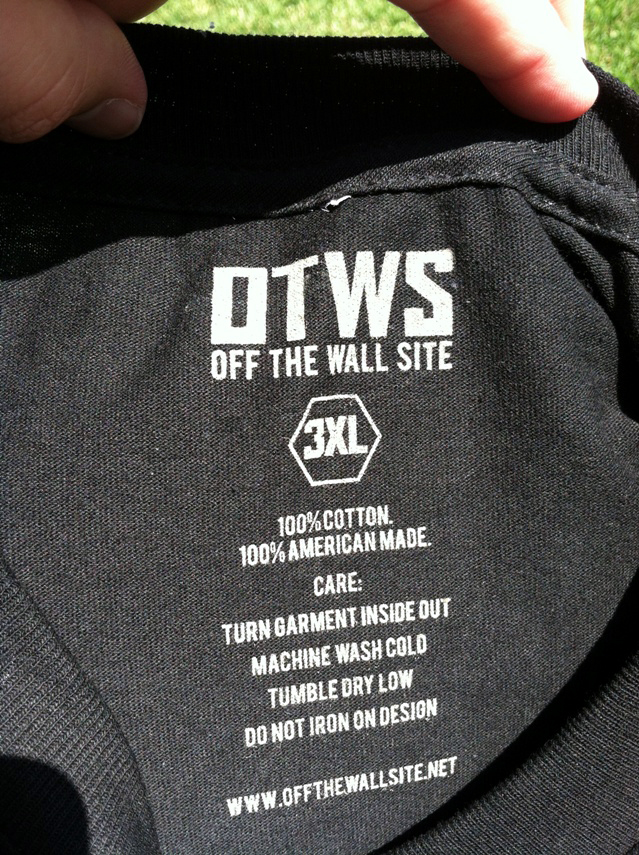 OTWS
OFF THE WALL SITE
3XL
100% COTTON.
100% AMERICAN MADE.
CARE:
TURN GARMENT INSIDE OUT
MACHINE WASH COLD
TUMBLE DRY LOW
DO NOT IRON ON DESIGN
WWW.OFFTHEWALLSITE.NET